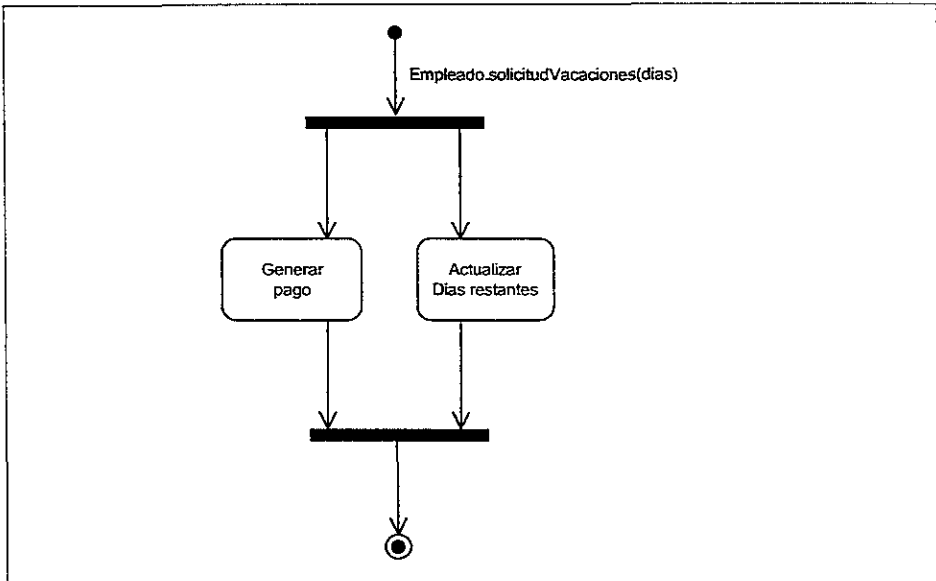 Empleado.solicitudVacaciones(dias)
Generar
pago
Actualizar
Dias restantes